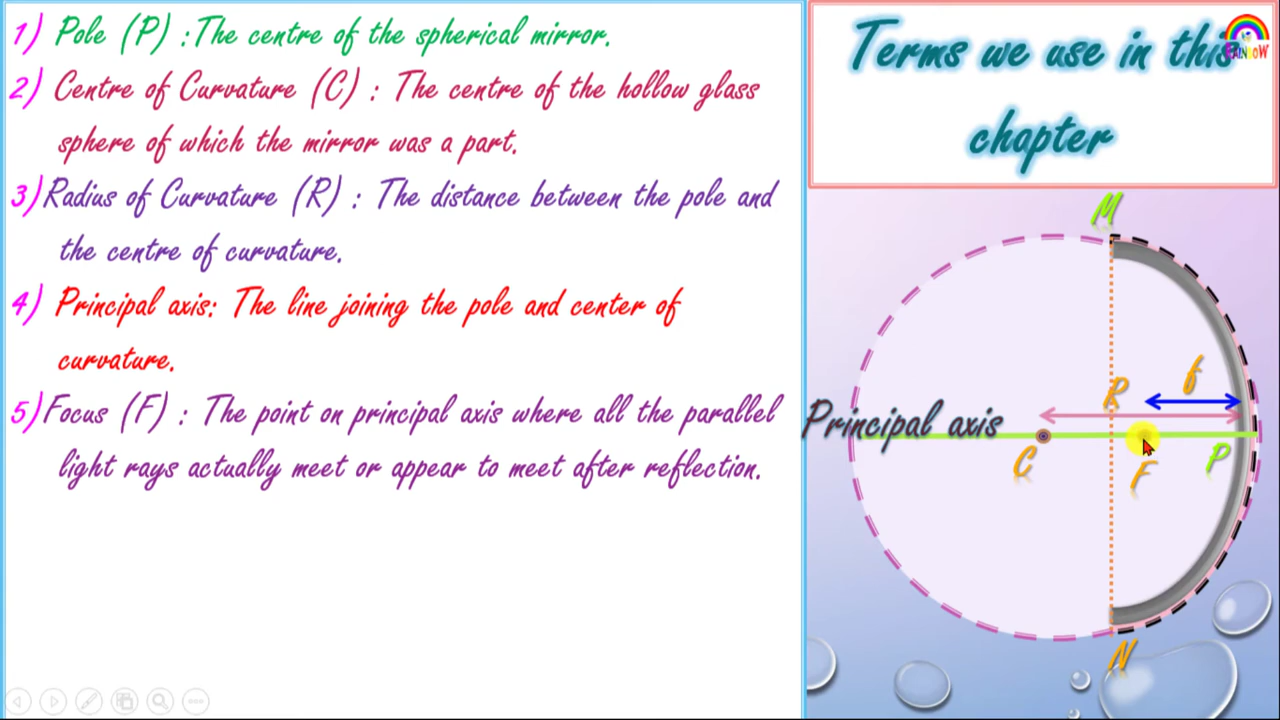 1) Pole (P) :The centre of the spherical mirror.
2) Centre of Curvature (C) : The centre of the hollow glass
sphere of which the mirror was a part.
3)Radius of Curvature (R) : The distance between the pole and
the centre of curvature.
4) Principal axis: The line joining the pole and center of
curvature.
5)Focus (F) : The point on principal axis where all the parallel
light rays actually meet or appear to meet after reflection.
Terms we use in this
chapter
RAINBOW
M
f
R
Principal axis
C
F
P
N